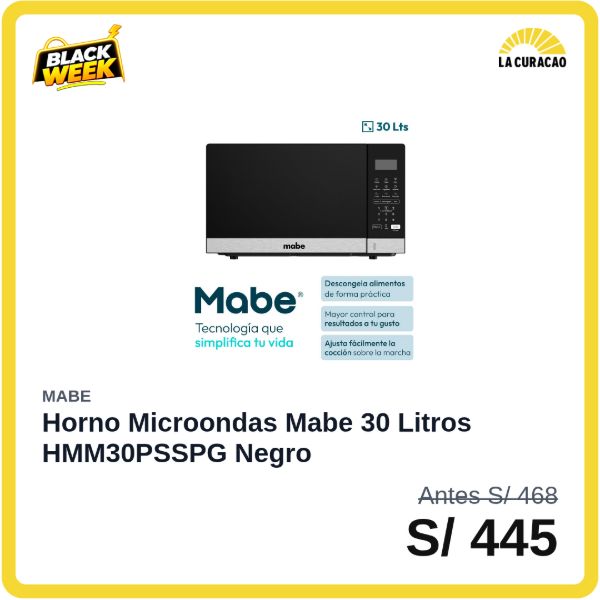 BLACK
WEEK
LA CURACAO
30 Lts
mabe
Mabe®
Tecnología que
simplifica tu vida
Descongela alimentos
de forma práctica
Mayor control para
resultados a tu gusto
Ajusta fácilmente la
cocción sobre la marcha
MABE
Horno Microondas Mabe 30 Litros
HMM30PSSPG Negro
Antes S/ 468
S/ 445